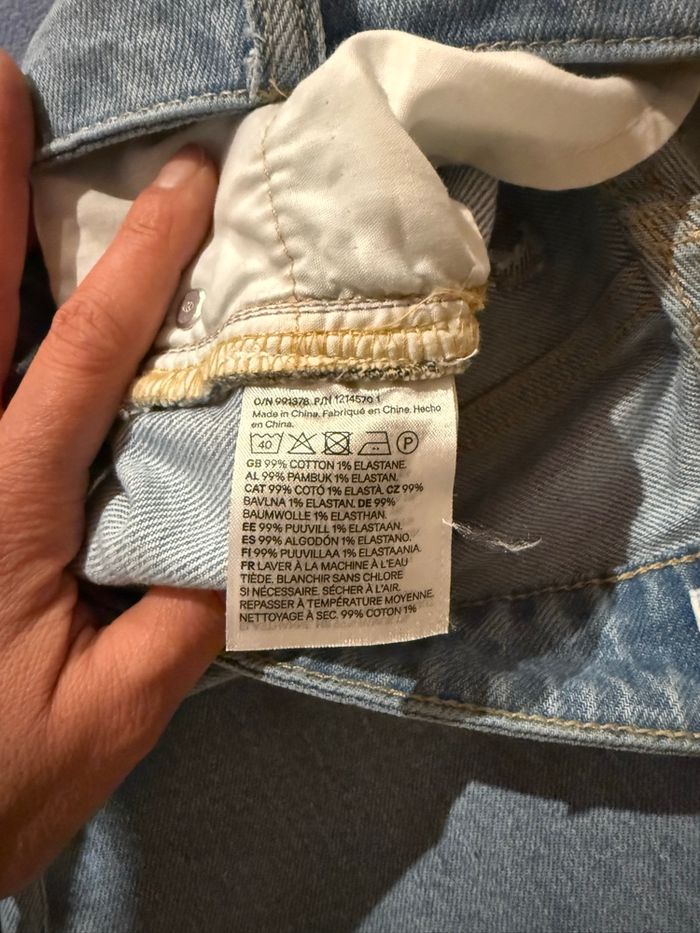 O/N 991378 P/N 1214570 1
Made in China. Fabriqué en Chine. Hecho
en China.
40 P
GB 99% COTTON 1% ELASTANE.
AL 99% PAMBUK 1% ELASTAN.
CAT 99% COTÓ 1% ELASTÀ. CZ 99%
BAVLNA 1% ELASTAN. DE 99%
BAUMWOLLE 1% ELASTHAN.
EE 99% PUUVILL 1% ELASTAAN.
ES 99% ALGODÓN 1% ELASTANO.
FI 99% PUUVILLAA 1% ELASTAANIA.
FR LAVER À LA MACHINE À L'EAU
TIÈDE. BLANCHIR SANS CHLORE
SI NÉCESSAIRE. SÉCHER À L'AIR.
REPASSER À TEMPÉRATURE MOYENNE.
NETTOYAGE À SEC. 99% COTON 1%